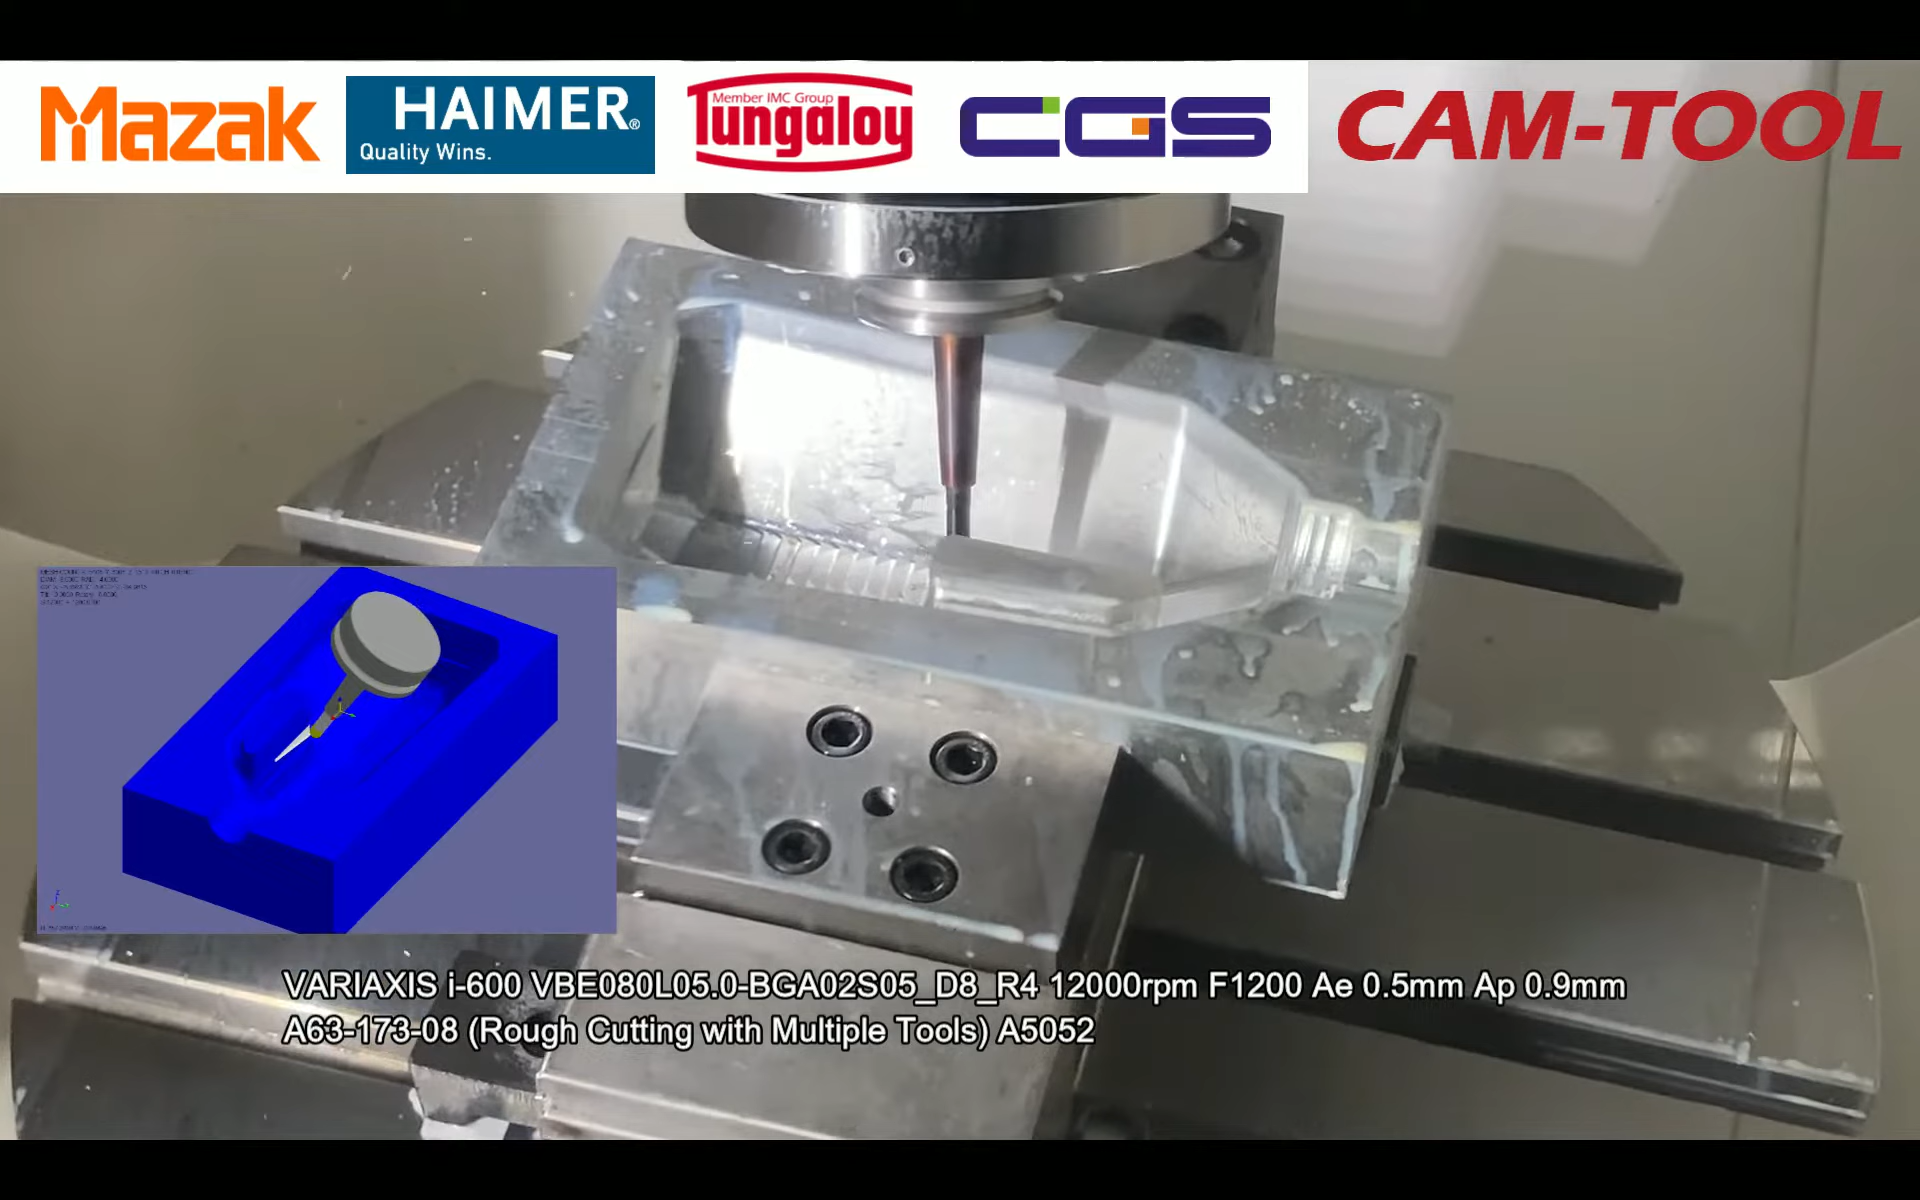 Mazak
HAIMER®
Quality Wins.
Member IMC Group
Tungaloy
CGS
CAM-TOOL
VARIAXIS i-600 VBE080L05.0-BGA02S05_D8_R4 12000rpm F1200 Ae 0.5mm Ap 0.9mm
A63-173-08 (Rough Cutting with Multiple Tools) A5052